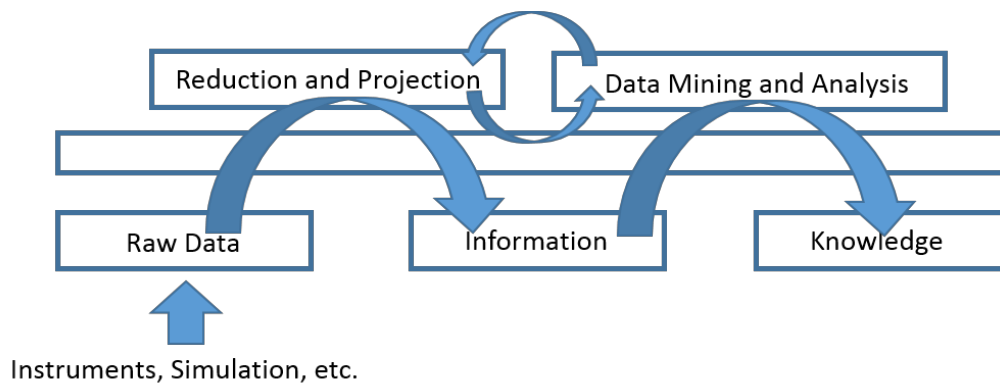 Reduction and Projection
Data Mining and Analysis
Raw Data
Information
Knowledge
Instruments, Simulation, etc.